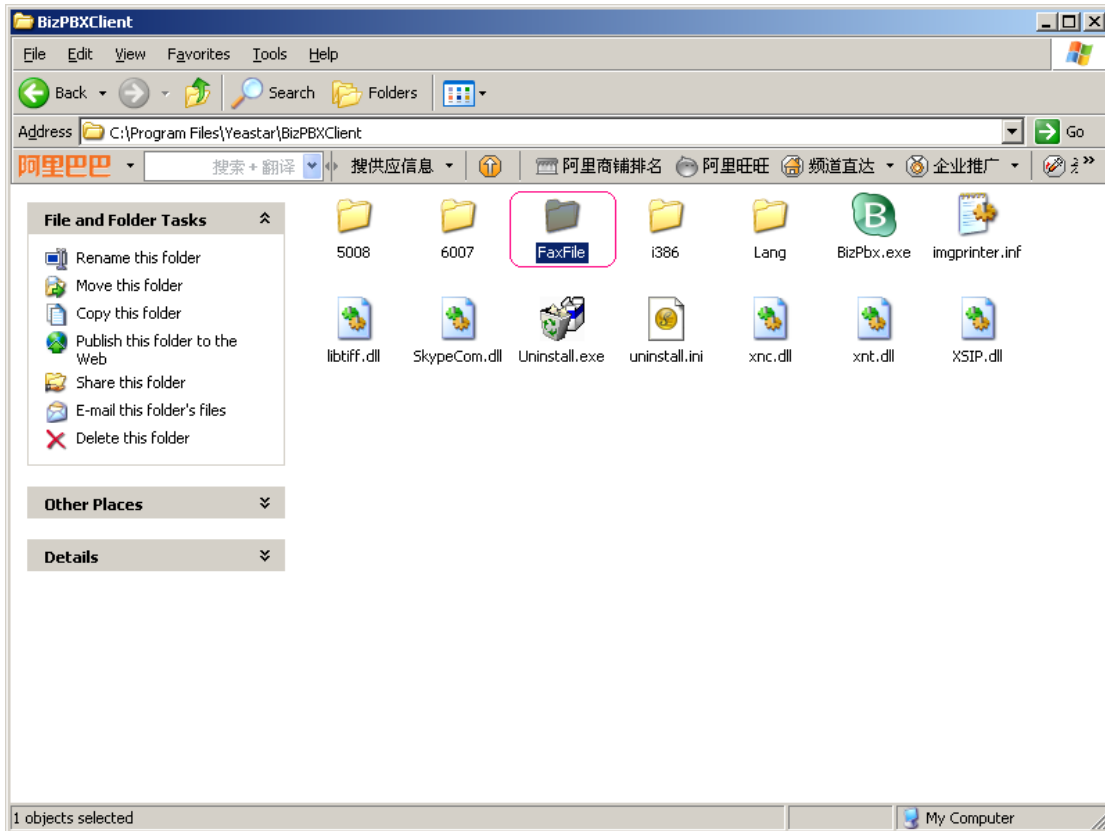 BizPBXClient
File Edit View Favorites Tools Help
Back Search Folders
Address C:\Program Files\Yeastar\BizPBXClient Go
阿里巴巴 搜索+翻译 搜供应信息 阿里商铺排名 阿里旺旺 频道直达 企业推广
File and Folder Tasks
Rename this folder
Move this folder
Copy this folder
Publish this folder to the
Web
Share this folder
E-mail this folder's files
Delete this folder
Other Places
Details
5008 6007 FaxFile i386 Lang BizPbx.exe imgprinter.inf
libtiff.dll SkypeCom.dll Uninstall.exe uninstall.ini xnc.dll xnt.dll XSIP.dll
1 objects selected My Computer